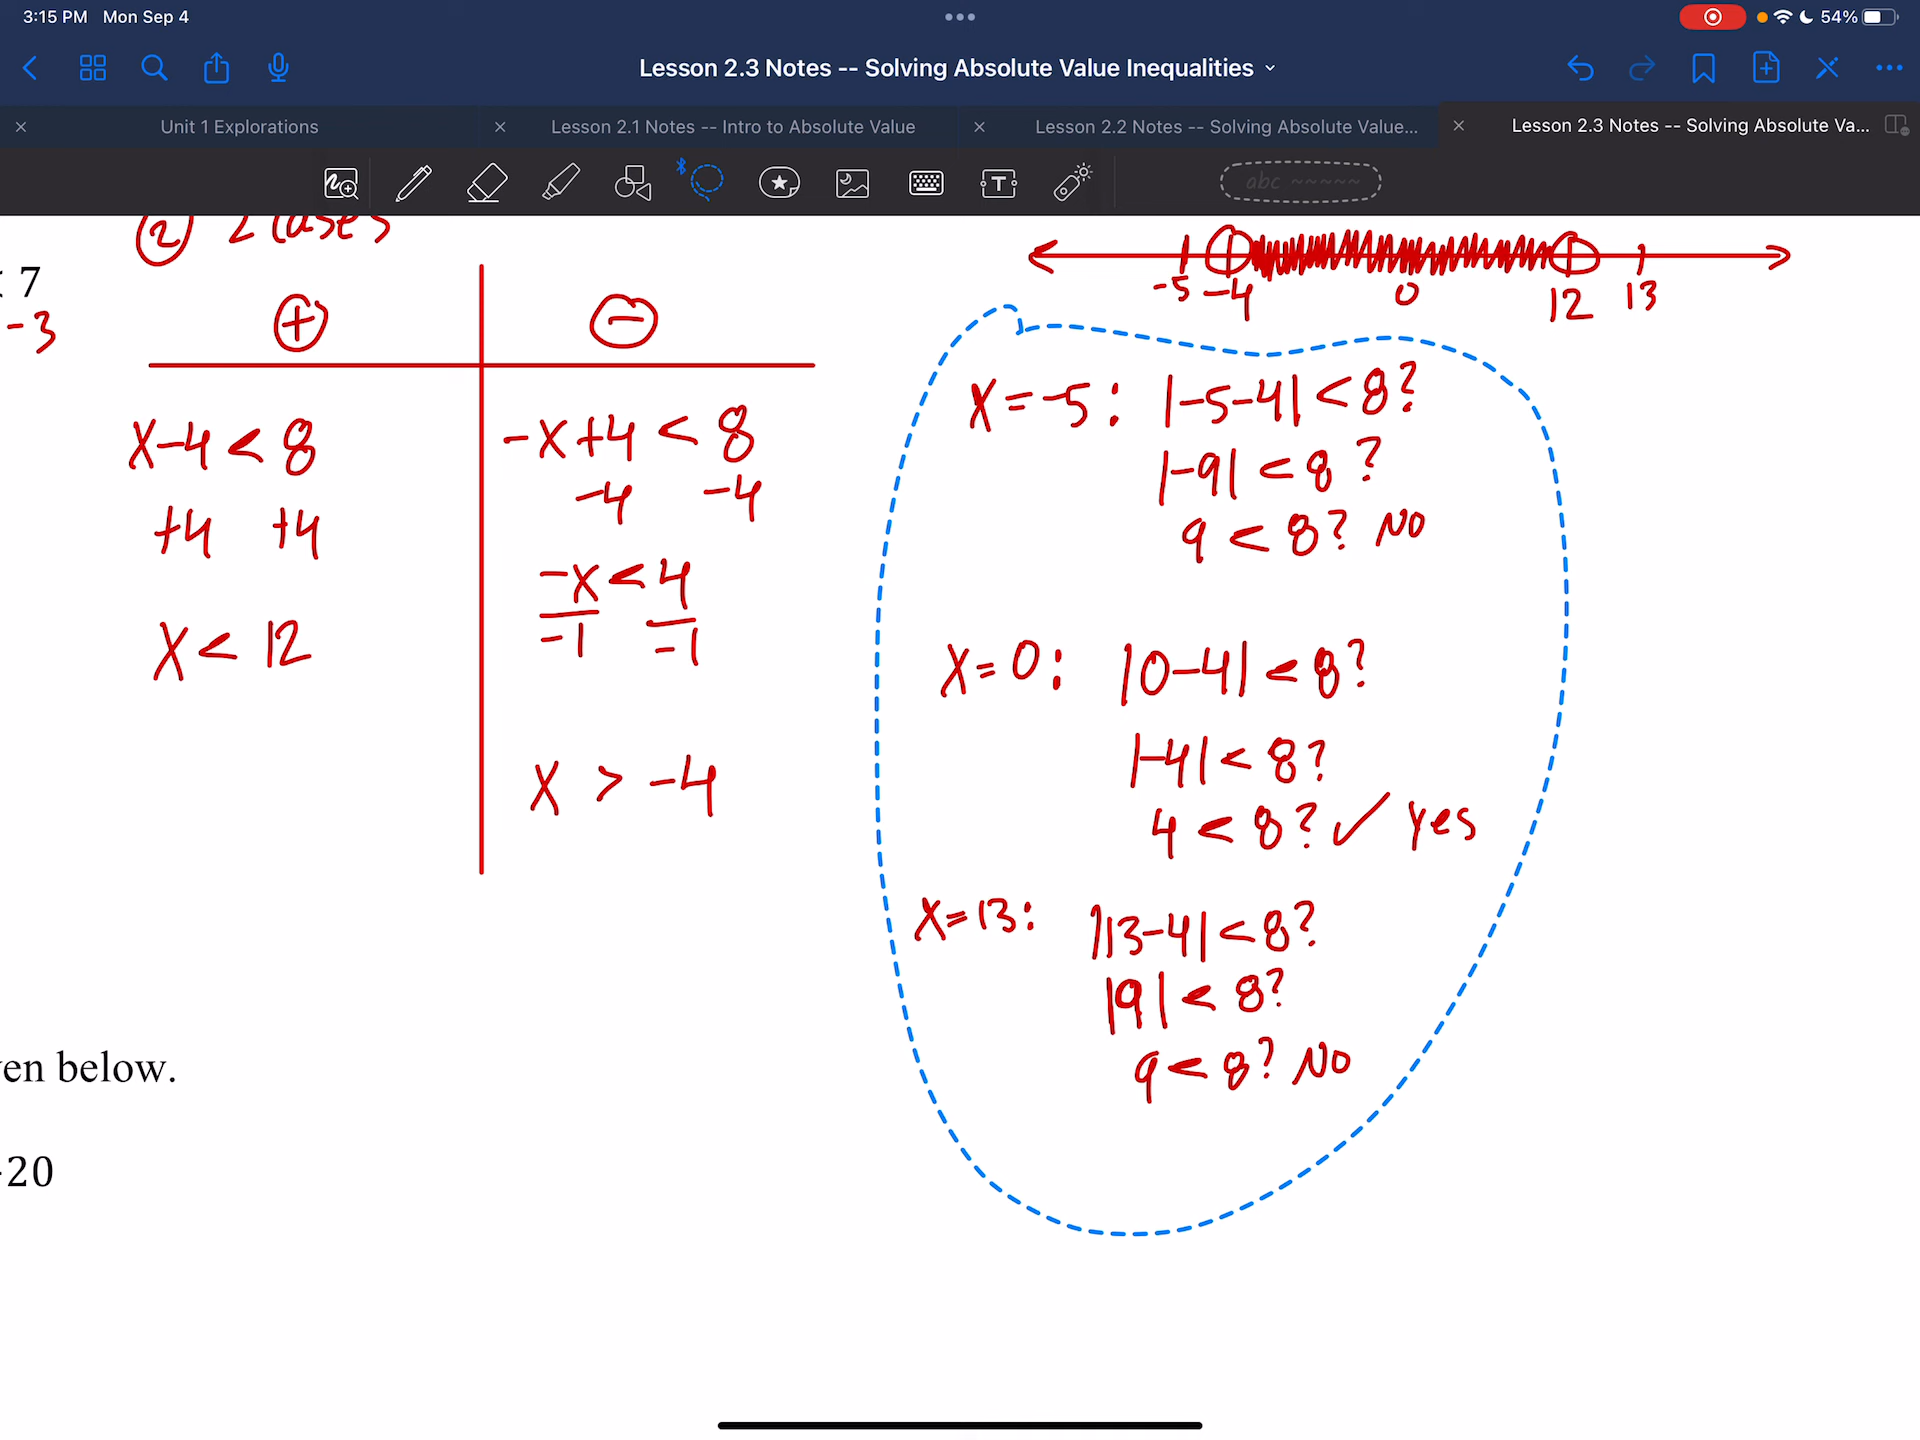 3:15 PM Mon Sep 4
54%
Lesson 2.3 Notes -- Solving Absolute Value Inequalities
Unit 1 Explorations
Lesson 2.1 Notes -- Intro to Absolute Value
Lesson 2.2 Notes -- Solving Absolute Value...
Lesson 2.3 Notes -- Solving Absolute Va...
T
abc
② 2 Cases
7
-3
+
−
x-4 < 8
+4 +4
x < 12
-x+4 < 8
-4 -4
-x < 4
-1 -1
x > -4
-5 -4 0 12 13
x=-5: |-5-4| < 8?
|-9| < 8?
9 < 8? NO
x=0: |0-4| < 8?
|-4| < 8?
4 < 8? ✓ Yes
x=13: |13-4| < 8?
|9| < 8?
9 < 8? NO
en below.
-20